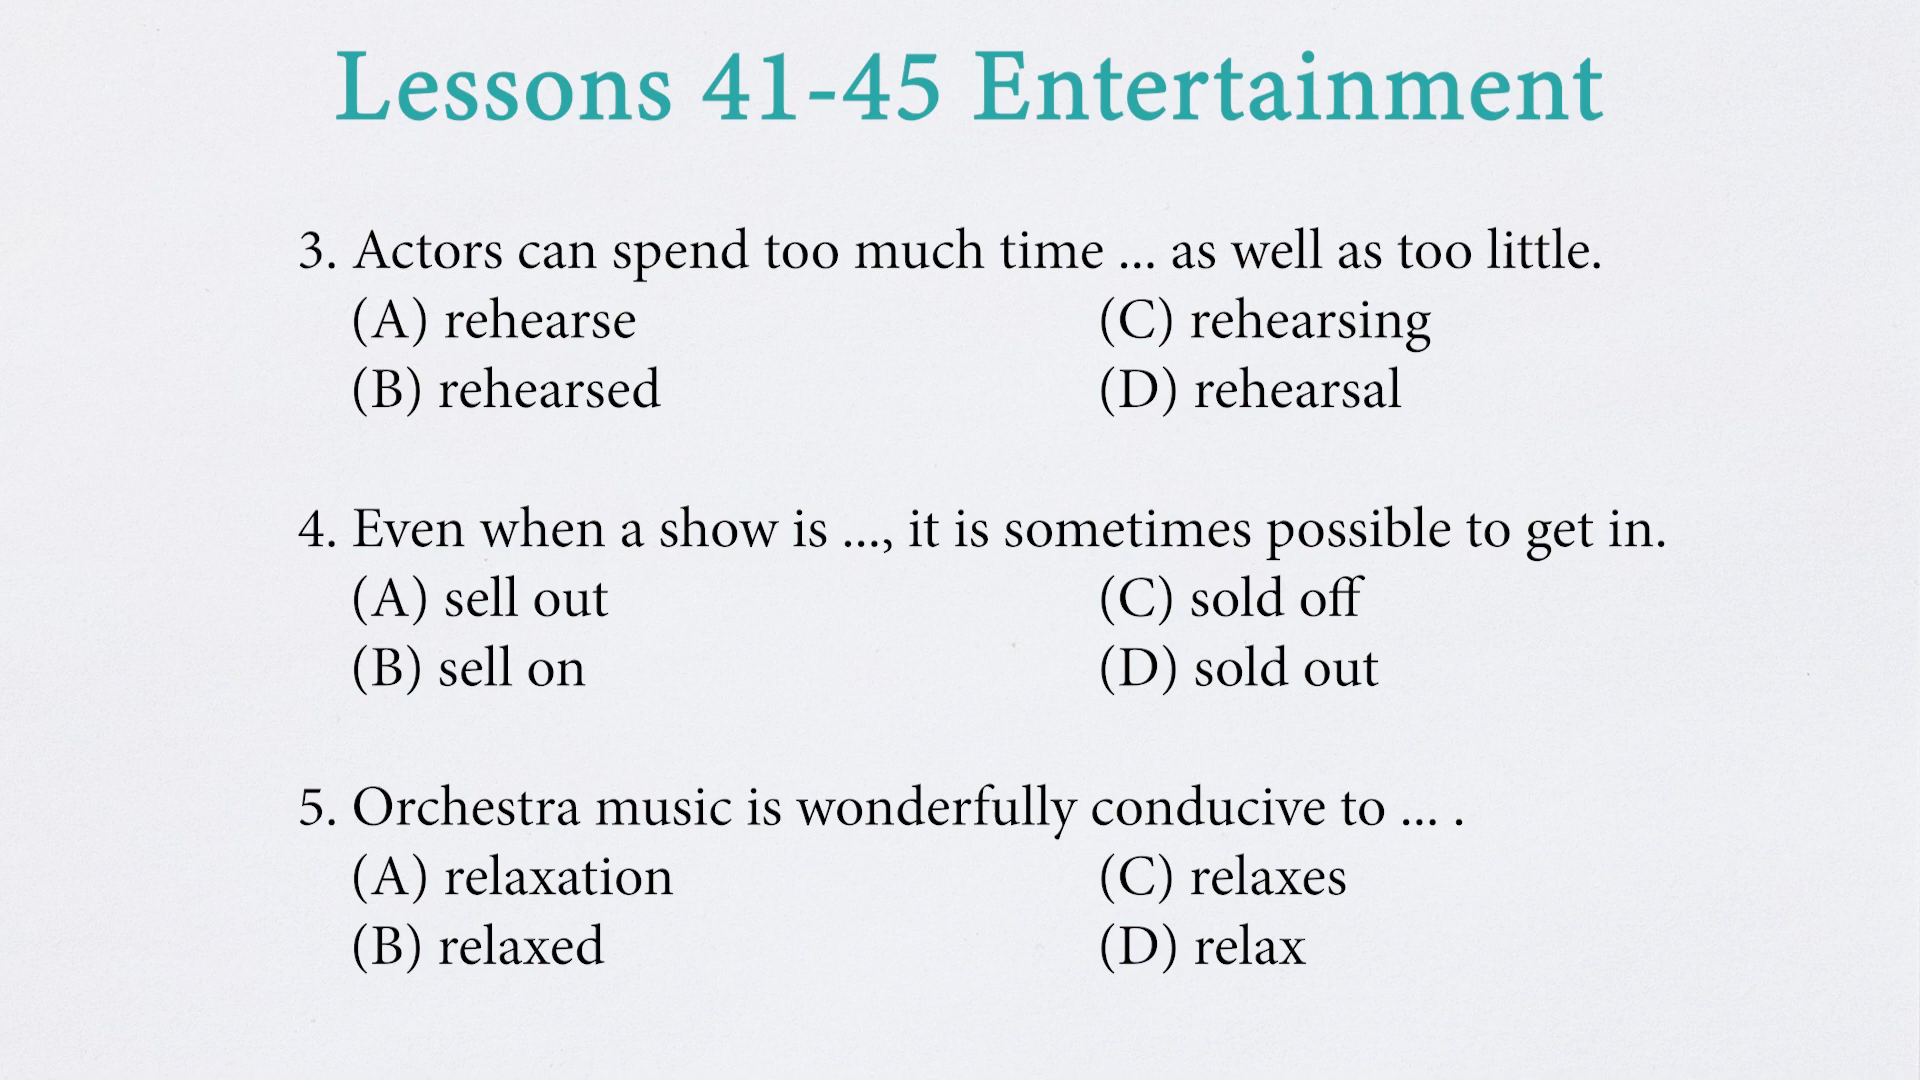 Lessons 41-45 Entertainment
3. Actors can spend too much time ... as well as too little.
(A) rehearse
(C) rehearsing
(B) rehearsed
(D) rehearsal
4. Even when a show is ..., it is sometimes possible to get in.
(A) sell out
(C) sold off
(B) sell on
(D) sold out
5. Orchestra music is wonderfully conducive to ... .
(A) relaxation
(C) relaxes
(B) relaxed
(D) relax